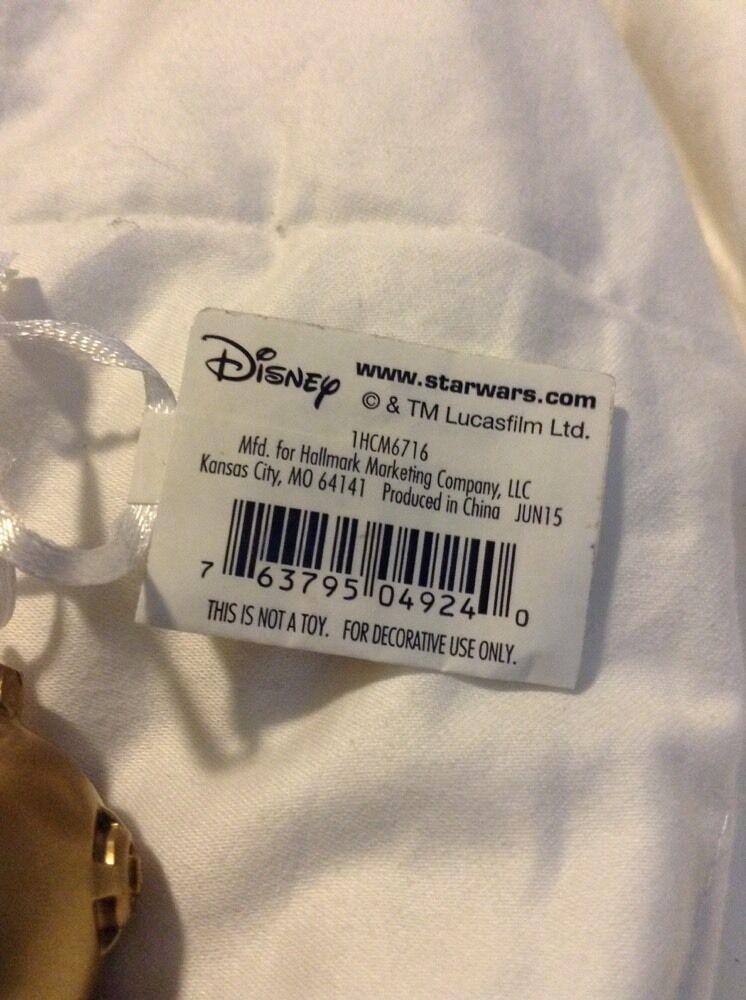 Disney www.starwars.com
© & TM Lucasfilm Ltd.
1HCM6716
Mfd. for Hallmark Marketing Company, LLC
Kansas City, MO 64141 Produced in China JUN15
7 63795 04924 0
THIS IS NOT A TOY. FOR DECORATIVE USE ONLY.